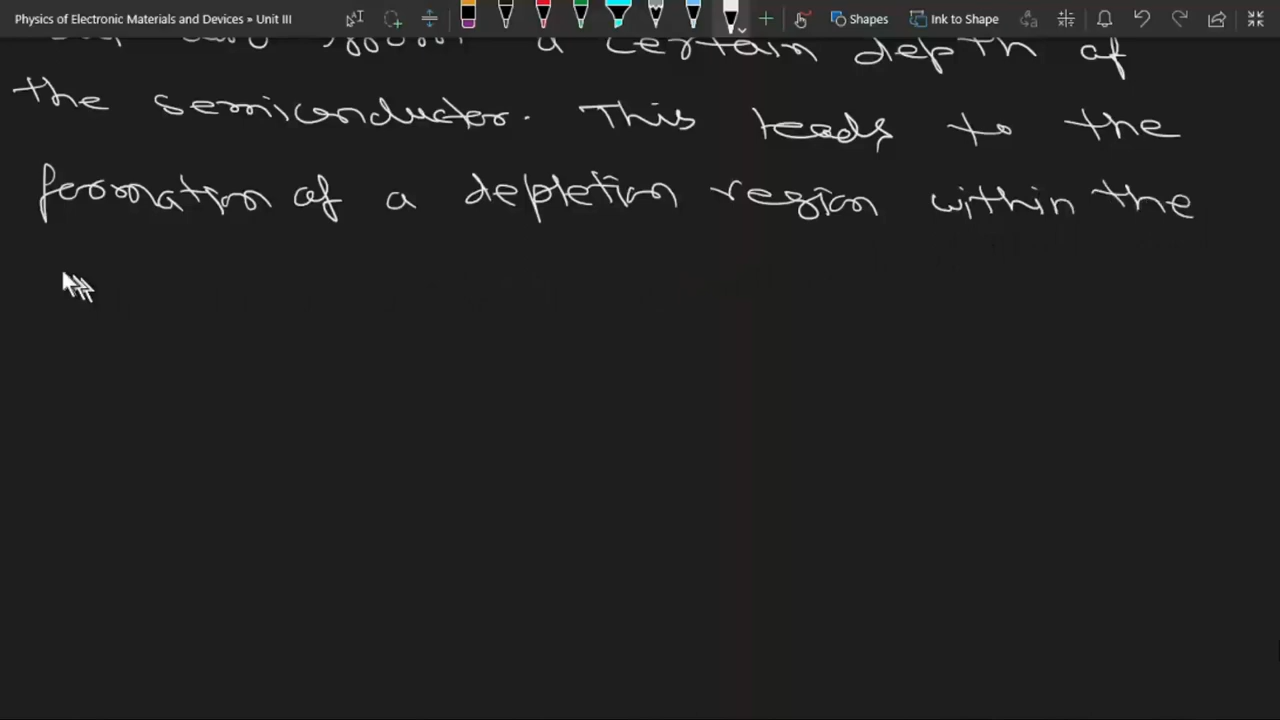 Physics of Electronic Materials and Devices » Unit III
Shapes
Ink to Shape
a certain depth of
the semiconductor. This leads to the
formation of a depletion region within the